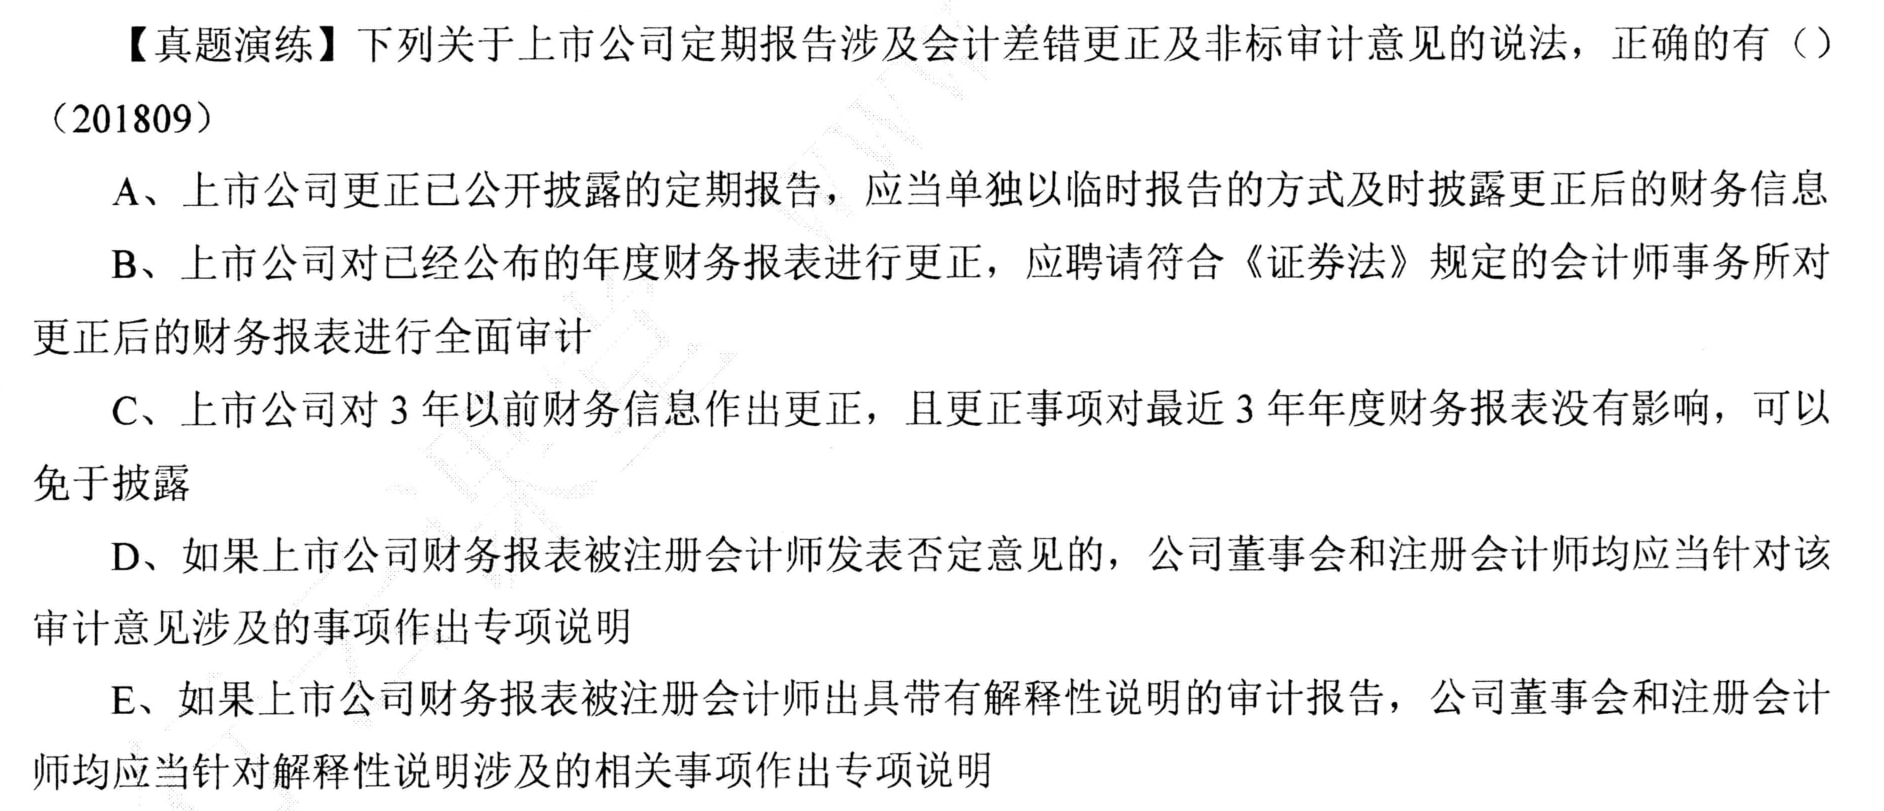 【真题演练】下列关于上市公司定期报告涉及会计差错更正及非标审计意见的说法，正确的有（）
（201809）
A、上市公司更正已公开披露的定期报告，应当单独以临时报告的方式及时披露更正后的财务信息
B、上市公司对已经公布的年度财务报表进行更正，应聘请符合《证券法》规定的会计师事务所对
更正后的财务报表进行全面审计
C、上市公司对 3 年以前财务信息作出更正，且更正事项对最近 3 年年度财务报表没有影响，可以
免于披露
D、如果上市公司财务报表被注册会计师发表否定意见的，公司董事会和注册会计师均应当针对该
审计意见涉及的事项作出专项说明
E、如果上市公司财务报表被注册会计师出具带有解释性说明的审计报告，公司董事会和注册会计
师均应当针对解释性说明涉及的相关事项作出专项说明